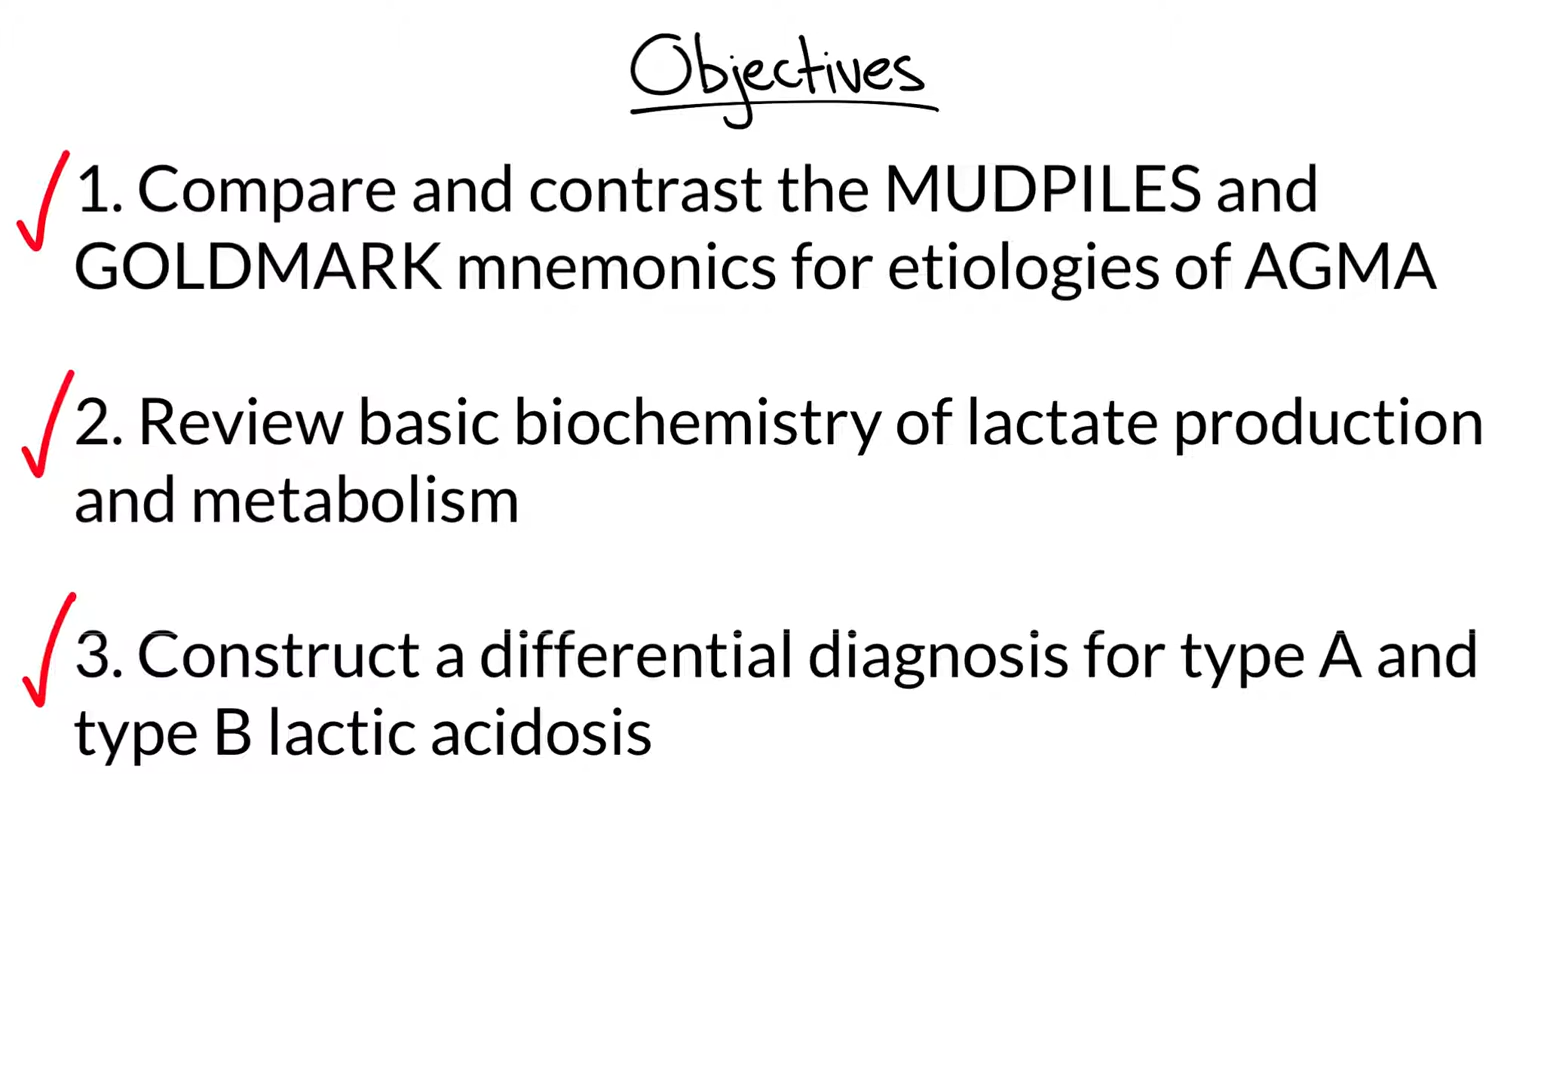 Objectives
1. Compare and contrast the MUDPILES and
GOLDMARK mnemonics for etiologies of AGMA
2. Review basic biochemistry of lactate production
and metabolism
3. Construct a differential diagnosis for type A and
type B lactic acidosis